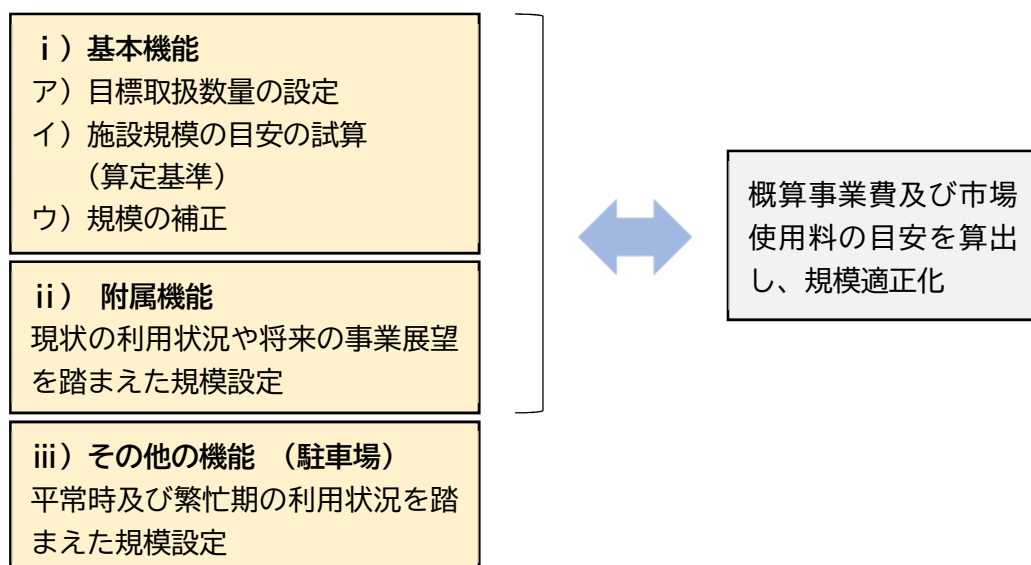 ⅰ）基本機能
ア）目標取扱数量の設定
イ）施設規模の目安の試算
（算定基準）
ウ）規模の補正
ⅱ） 附属機能
現状の利用状況や将来の事業展望
を踏まえた規模設定
ⅲ）その他の機能 （駐車場）
平常時及び繁忙期の利用状況を踏
まえた規模設定
概算事業費及び市場
使用料の目安を算出
し、規模適正化